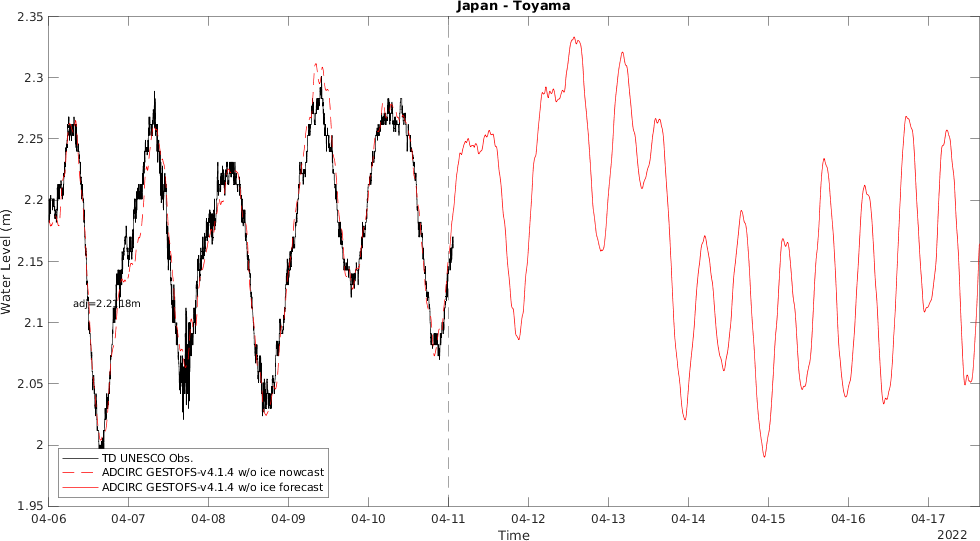 Japan - Toyama
2.35
2.3
2.25
2.2
2.15
2.1
2.05
2
1.95
Water Level (m)
TD UNESCO Obs.
ADCIRC GESTOFS-v4.1.4 w/o ice nowcast
ADCIRC GESTOFS-v4.1.4 w/o ice forecast
04-06 04-07 04-08 04-09 04-10 04-11 04-12 04-13 04-14 04-15 04-16 04-17
Time
2022